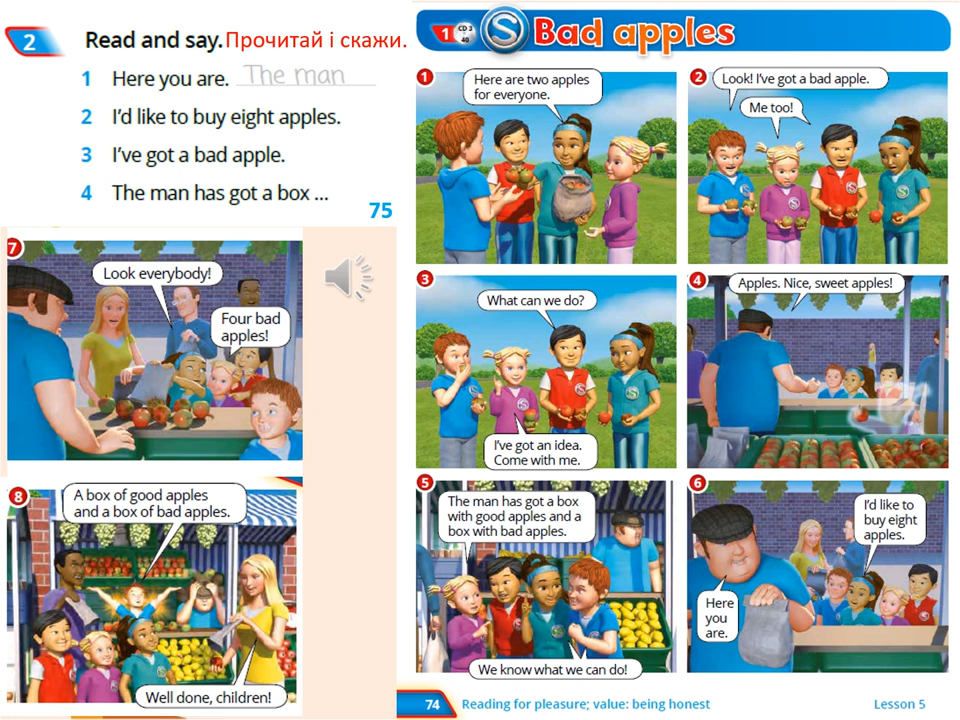 2 Read and say. Прочитай і скажи.
1 Here you are. The man
2 I'd like to buy eight apples.
3 I've got a bad apple.
4 The man has got a box ...
75
7
Look everybody!
Four bad
apples!
8
A box of good apples
and a box of bad apples.
Well done, children!
1 CD 3 40 S Bad apples
1
Here are two apples
for everyone.
2
Look! I've got a bad apple.
Me too!
3
What can we do?
I've got an idea.
Come with me.
4
Apples. Nice, sweet apples!
5
The man has got a box
with good apples and a
box with bad apples.
We know what we can do!
6
I'd like to
buy eight
apples.
Here
you
are.
74 Reading for pleasure; value: being honest Lesson 5